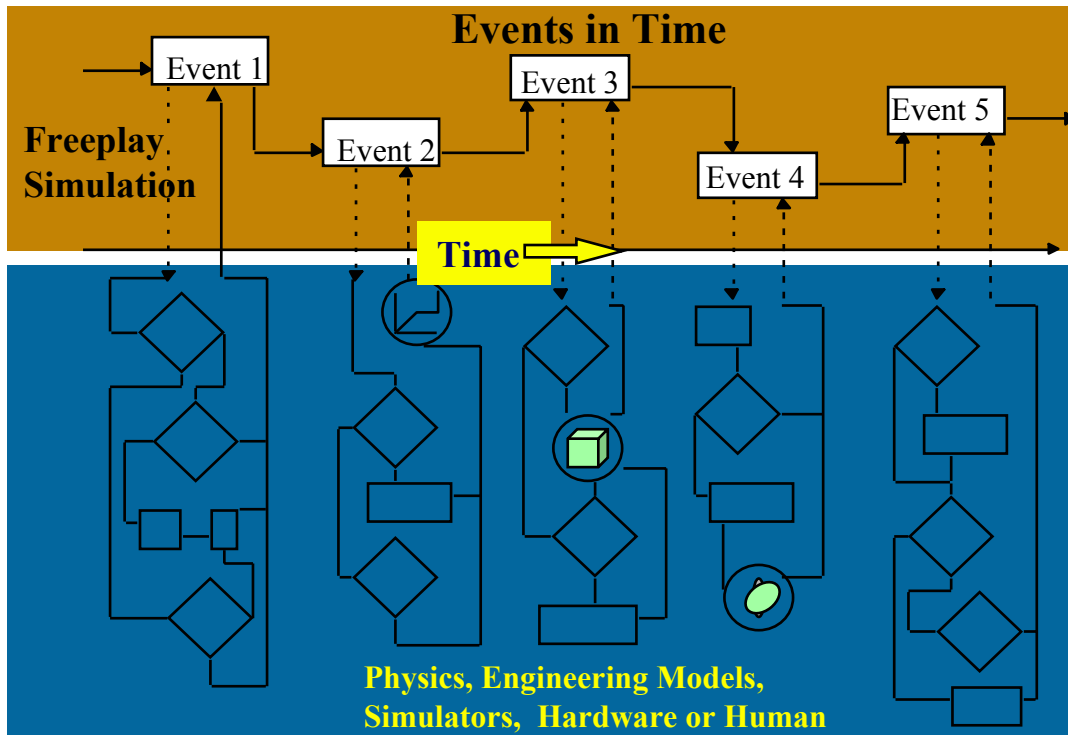 Events in Time
Event 1
Event 2
Event 3
Event 4
Event 5
Freeplay
Simulation
Time
Physics, Engineering Models,
Simulators, Hardware or Human